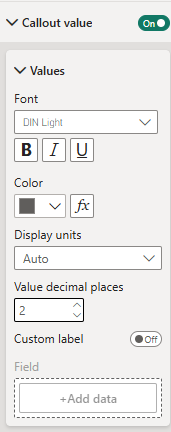 Callout value
On
Values
Font
DIN Light
B I U
Color
fx
Display units
Auto
Value decimal places
2
Custom label
Off
Field
+Add data